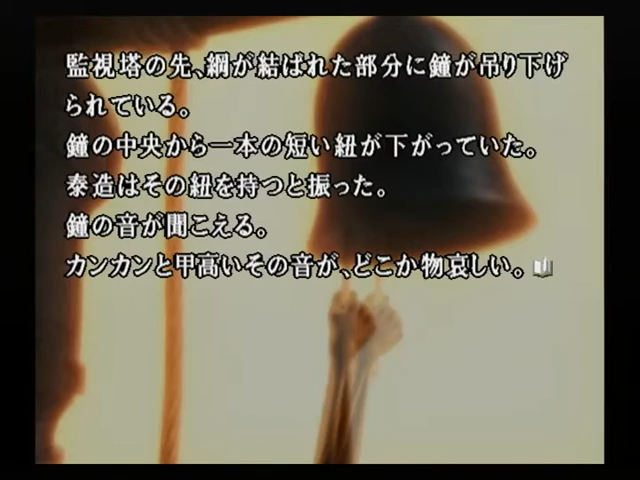 監視塔の先、綱が結ばれた部分に鐘が吊り下げ
られている。
鐘の中央から一本の短い紐が下がっていた。
泰造はその紐を持つと振った。
鐘の音が聞こえる。
カンカンと甲高いその音が、どこか物哀しい。